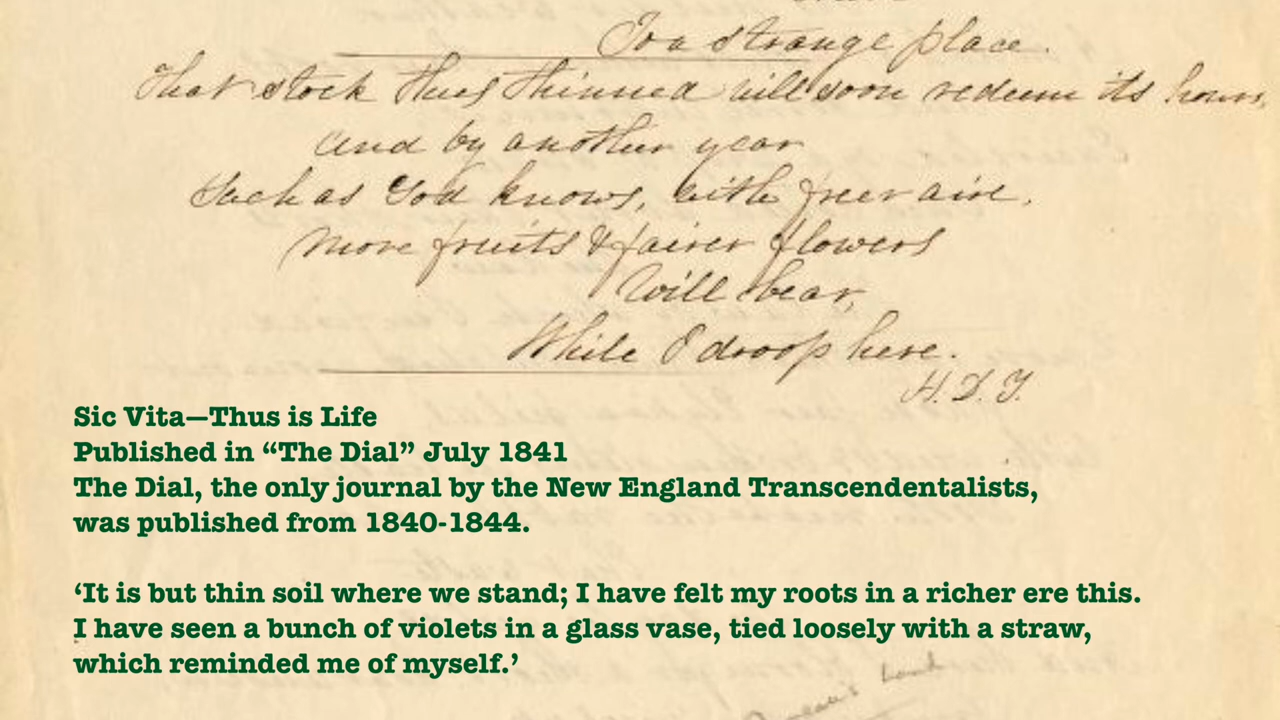 To a strange place.
That stock thus thinned will soon redeem its hours,
And by another year
Such as God knows, with freer air,
More fruits & fairer flowers
Will bear,
While I droop here.
H. D. T.
Sic Vita—Thus is Life
Published in “The Dial” July 1841
The Dial, the only journal by the New England Transcendentalists,
was published from 1840-1844.
‘It is but thin soil where we stand; I have felt my roots in a richer ere this.
I have seen a bunch of violets in a glass vase, tied loosely with a straw,
which reminded me of myself.’
hand